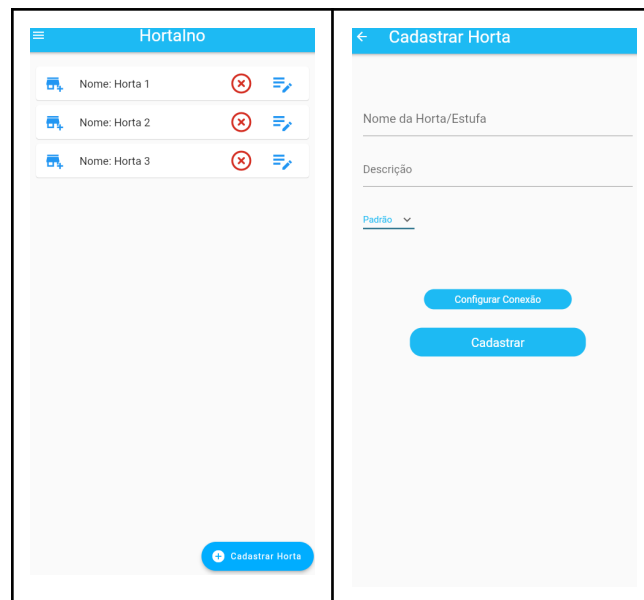 HortaIno
Nome: Horta 1
Nome: Horta 2
Nome: Horta 3
Cadastrar Horta
Cadastrar Horta
Nome da Horta/Estufa
Descrição
Padrão
Configurar Conexão
Cadastrar